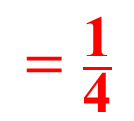 = 1/4